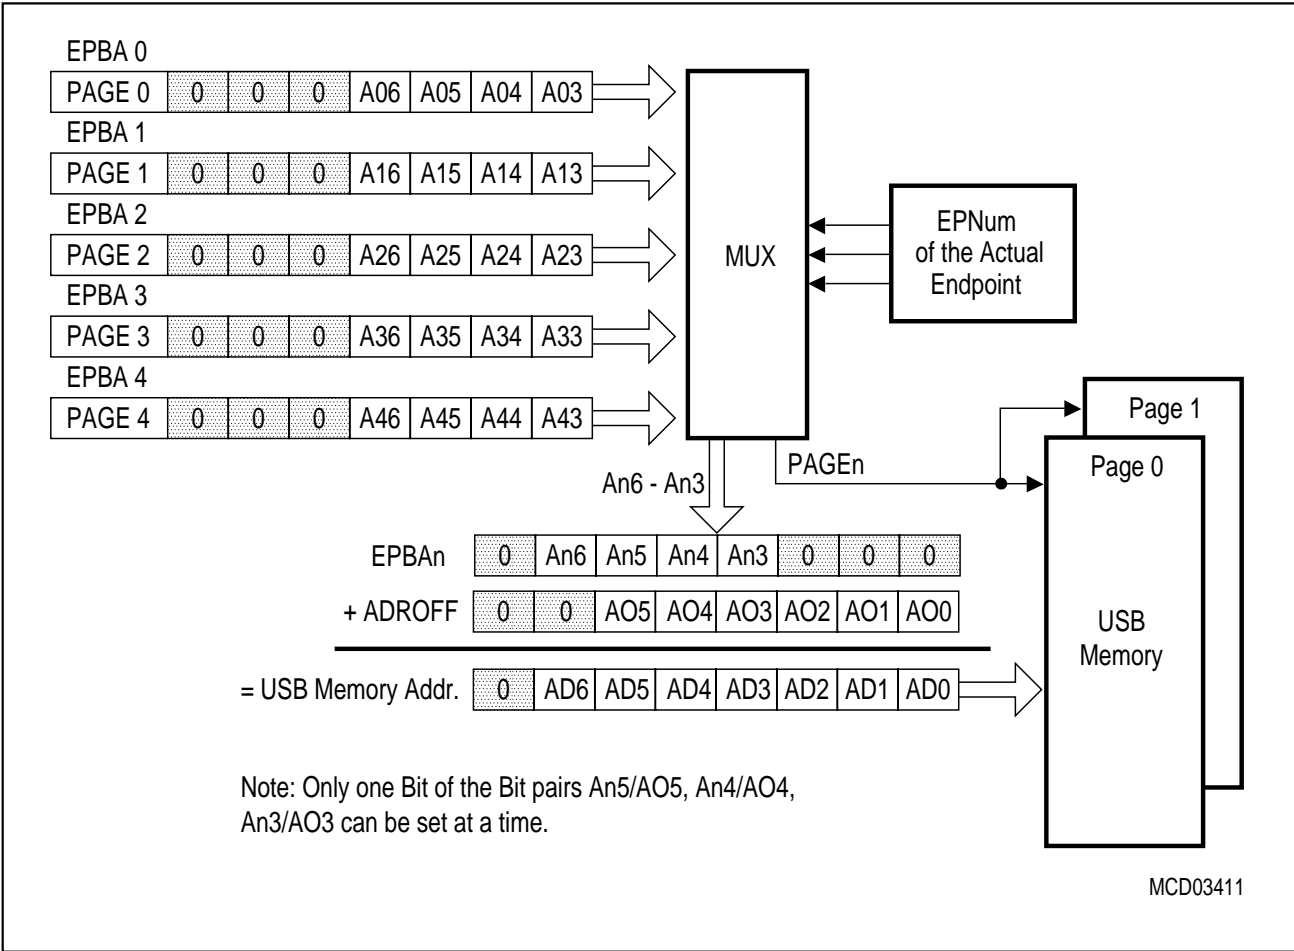 EPBA 0
PAGE 0 0 0 0 A06 A05 A04 A03
EPBA 1
PAGE 1 0 0 0 A16 A15 A14 A13
EPBA 2
PAGE 2 0 0 0 A26 A25 A24 A23
EPBA 3
PAGE 3 0 0 0 A36 A35 A34 A33
EPBA 4
PAGE 4 0 0 0 A46 A45 A44 A43
MUX
EPNum
of the Actual
Endpoint
An6 - An3
PAGEn
Page 1
Page 0
USB
Memory
EPBAn 0 An6 An5 An4 An3 0 0 0
+ ADROFF 0 0 AO5 AO4 AO3 AO2 AO1 AO0
= USB Memory Addr. 0 AD6 AD5 AD4 AD3 AD2 AD1 AD0
Note: Only one Bit of the Bit pairs An5/AO5, An4/AO4,
An3/AO3 can be set at a time.
MCD03411